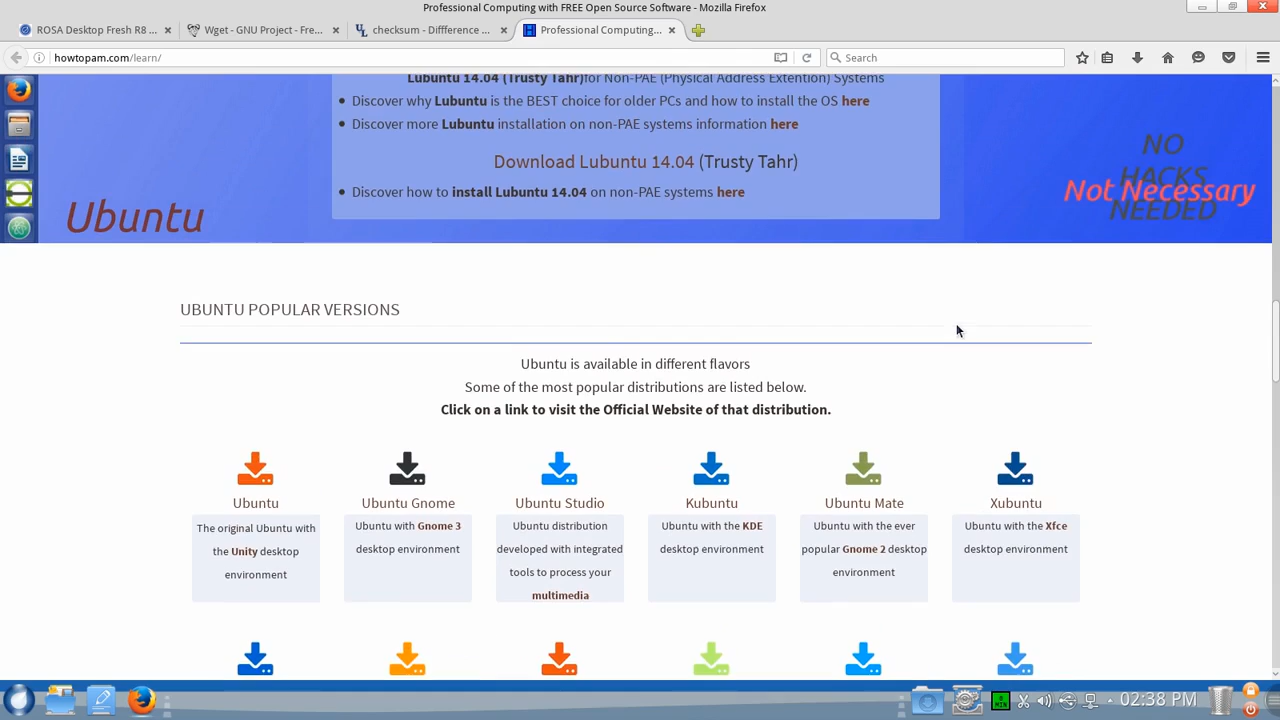 Professional Computing with FREE Open Source Software - Mozilla Firefox
ROSA Desktop Fresh R8 ...
Wget - GNU Project - Fre...
checksum - Diffference ...
Professional Computing...
howtopam.com/learn/
Search
Lubuntu 14.04 (Trusty Tahr)for Non-PAE (Physical Address Extention) Systems
Discover why Lubuntu is the BEST choice for older PCs and how to install the OS here
Discover more Lubuntu installation on non-PAE systems information here
Download Lubuntu 14.04 (Trusty Tahr)
Discover how to install Lubuntu 14.04 on non-PAE systems here
Ubuntu
NO
HACKS
Not Necessary
NEEDED
UBUNTU POPULAR VERSIONS
Ubuntu is available in different flavors
Some of the most popular distributions are listed below.
Click on a link to visit the Official Website of that distribution.
Ubuntu
The original Ubuntu with
the Unity desktop
environment
Ubuntu Gnome
Ubuntu with Gnome 3
desktop environment
Ubuntu Studio
Ubuntu distribution
developed with integrated
tools to process your
multimedia
Kubuntu
Ubuntu with the KDE
desktop environment
Ubuntu Mate
Ubuntu with the ever
popular Gnome 2 desktop
environment
Xubuntu
Ubuntu with the Xfce
desktop environment
02:38 PM